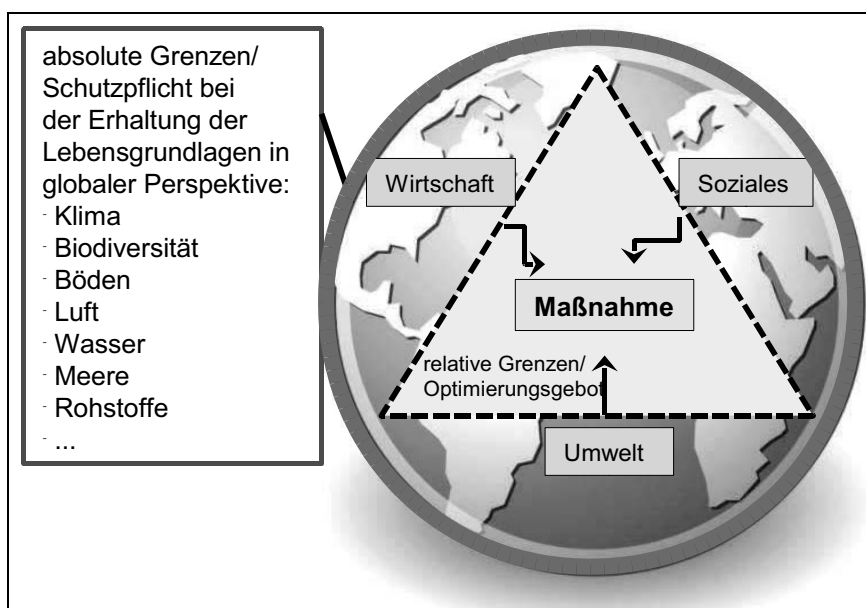 absolute Grenzen/
Schutzpflicht bei
der Erhaltung der
Lebensgrundlagen in
globaler Perspektive:
- Klima
- Biodiversität
- Böden
- Luft
- Wasser
- Meere
- Rohstoffe
- ...
Wirtschaft
Soziales
Maßnahme
relative Grenzen/
Optimierungsgebot
Umwelt